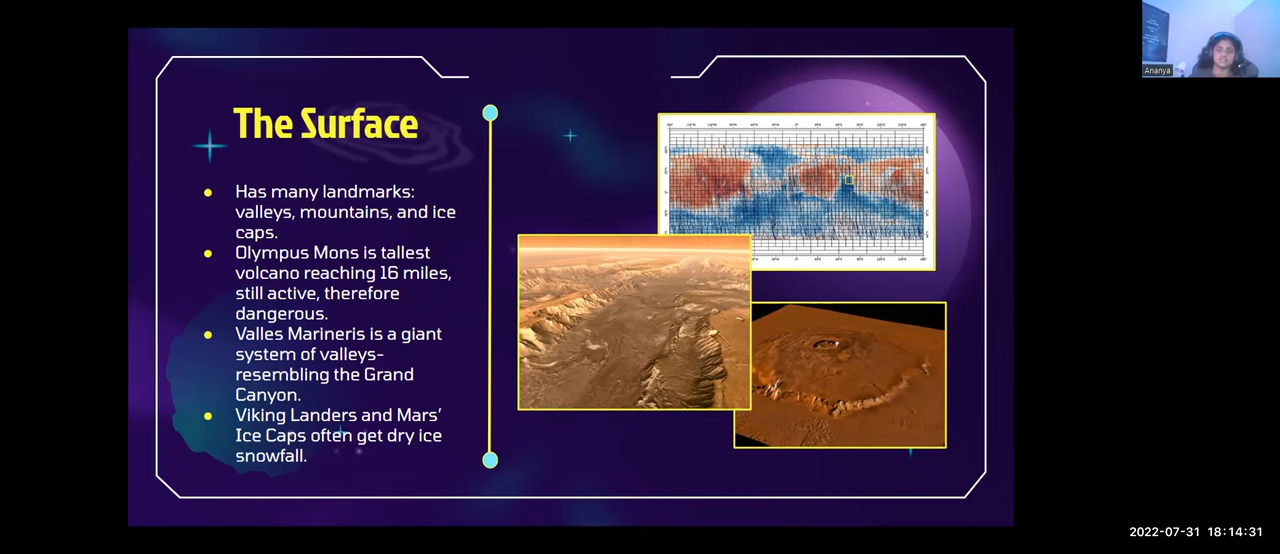 The Surface
Has many landmarks:
valleys, mountains, and ice
caps.
Olympus Mons is tallest
volcano reaching 16 miles,
still active, therefore
dangerous.
Valles Marineris is a giant
system of valleys-
resembling the Grand
Canyon.
Viking Landers and Mars'
Ice Caps often get dry ice
snowfall.
Ananya
2022-07-31 18:14:31